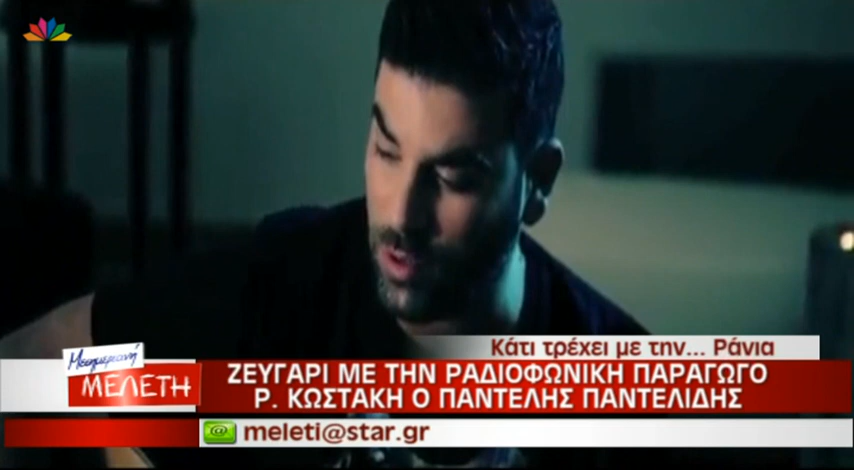 Κάτι τρέχει με την... Ράνια
Μεσημεριανή
ΜΕΛΕΤΗ
ΖΕΥΓΑΡΙ ΜΕ ΤΗΝ ΡΑΔΙΟΦΩΝΙΚΗ ΠΑΡΑΓΩΓΟ
Ρ. ΚΩΣΤΑΚΗ Ο ΠΑΝΤΕΛΗΣ ΠΑΝΤΕΛΙΔΗΣ
@ meleti@star.gr